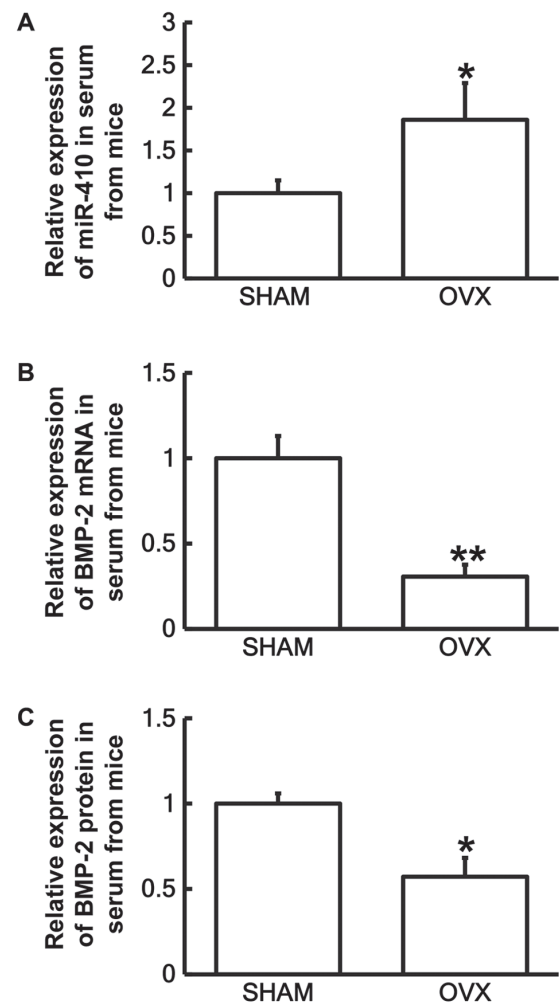 A
Relative expression
of miR-410 in serum
from mice
3
2.5
2
1.5
1
0.5
0
*
SHAM
OVX
B
Relative expression
of BMP-2 mRNA in
serum from mice
1.5
1
0.5
0
**
SHAM
OVX
C
Relative expression
of BMP-2 protein in
serum from mice
1.5
1
0.5
0
*
SHAM
OVX